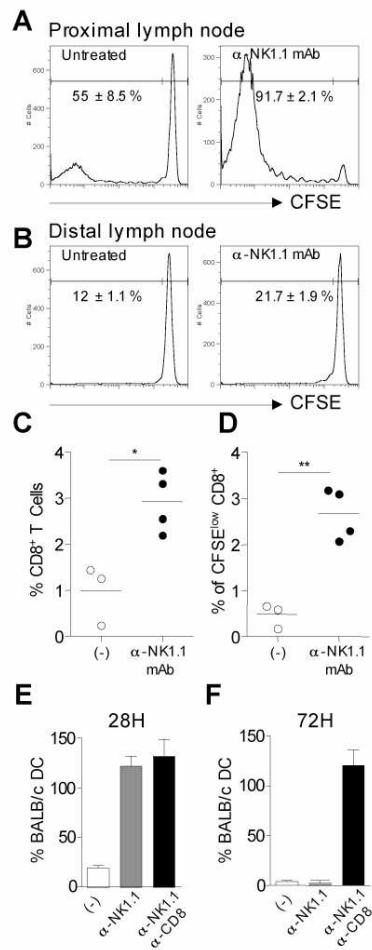 A Proximal lymph node
Untreated α-NK1.1 mAb
55 ± 8.5 % 91.7 ± 2.1 %
# Cells # Cells
600
400
200
0
300
200
100
0
CFSE
B Distal lymph node
Untreated α-NK1.1 mAb
12 ± 1.1 % 21.7 ± 1.9 %
# Cells # Cells
600
400
200
0
600
400
200
0
CFSE
C D
* **
% CD8⁺ T Cells
4
3
2
1
0
(-) α-NK1.1
mAb
% of CFSEˡᵒʷ CD8⁺
4
3
2
1
0
(-) α-NK1.1
mAb
E F
28H 72H
% BALB/c DC
150
100
50
0
(-)
α-NK1.1
α-NK1.1
α-CD8
% BALB/c DC
150
100
50
0
(-)
α-NK1.1
α-NK1.1
α-CD8